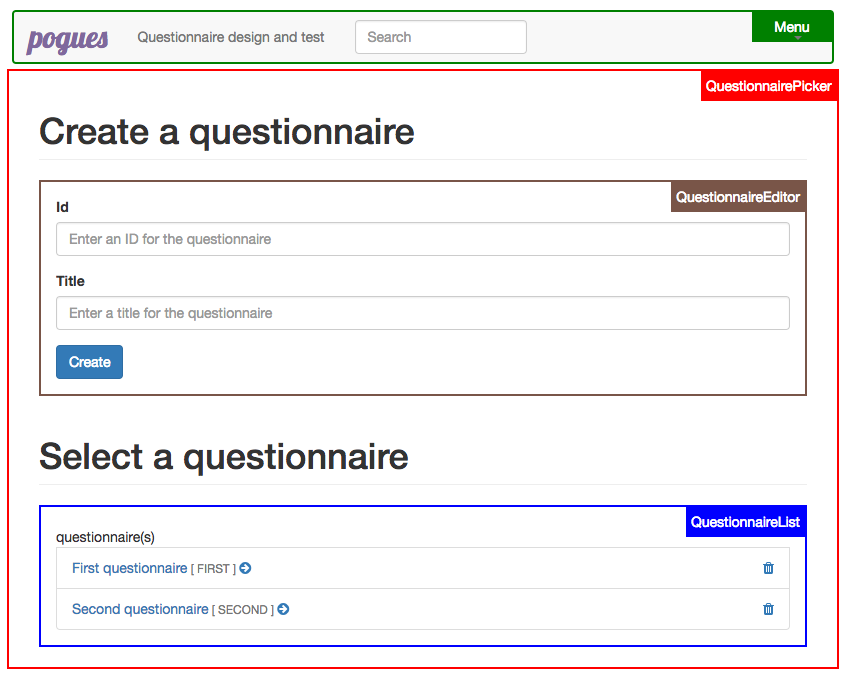 pogues Questionnaire design and test Search Menu
QuestionnairePicker
Create a questionnaire
QuestionnaireEditor
Id
Enter an ID for the questionnaire
Title
Enter a title for the questionnaire
Create
Select a questionnaire
QuestionnaireList
questionnaire(s)
First questionnaire [ FIRST ]
Second questionnaire [ SECOND ]